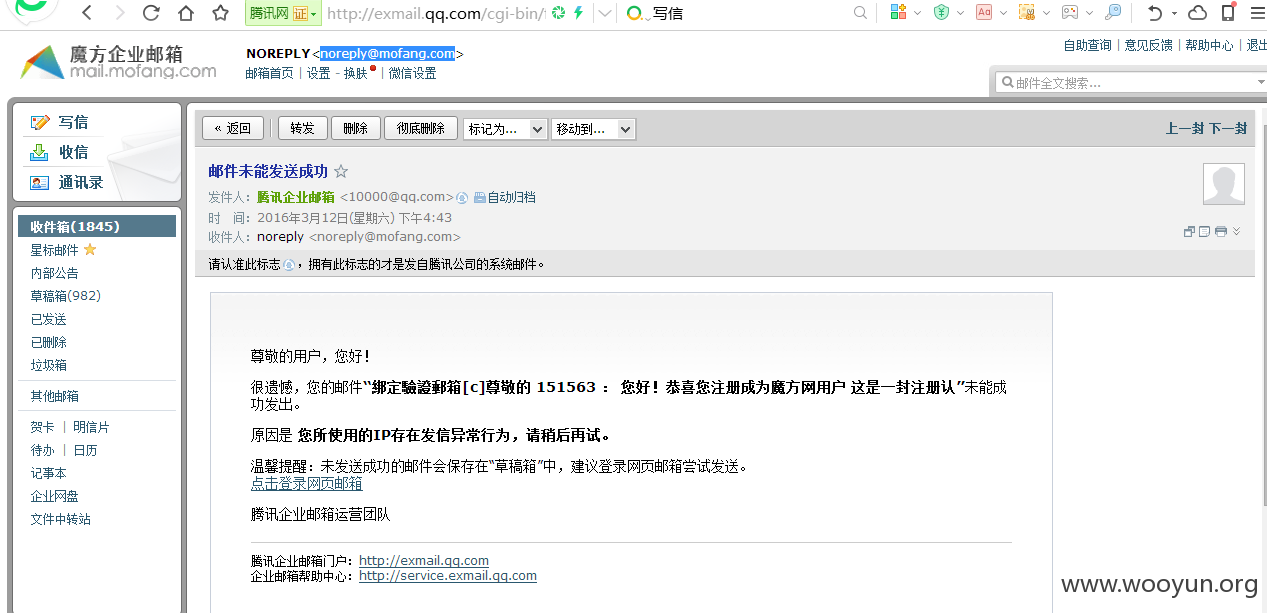 腾讯网 证 http://exmail.qq.com/cgi-bin/ 写信
魔方企业邮箱
mail.mofang.com
NOREPLY<noreply@mofang.com>
邮箱首页 | 设置 - 换肤 | 微信设置
自助查询 | 意见反馈 | 帮助中心 | 退出
邮件全文搜索...
写信
收信
通讯录
收件箱(1845)
星标邮件
内部公告
草稿箱(982)
已发送
已删除
垃圾箱
其他邮箱
贺卡 | 明信片
待办 | 日历
记事本
企业网盘
文件中转站
« 返回 转发 删除 彻底删除 标记为... 移动到... 上一封 下一封
邮件未能发送成功
发件人：腾讯企业邮箱 <10000@qq.com> 自动归档
时 间：2016年3月12日(星期六) 下午4:43
收件人：noreply <noreply@mofang.com>
请认准此标志，拥有此标志的才是发自腾讯公司的系统邮件。
尊敬的用户，您好！
很遗憾，您的邮件“綁定驗證郵箱[c]尊敬的 151563 ： 您好！恭喜您注册成为魔方网用户 这是一封注册认”未能成
功发出。
原因是 您所使用的IP存在发信异常行为，请稍后再试。
温馨提醒：未发送成功的邮件会保存在“草稿箱”中，建议登录网页邮箱尝试发送。
点击登录网页邮箱
腾讯企业邮箱运营团队
腾讯企业邮箱门户：http://exmail.qq.com
企业邮箱帮助中心：http://service.exmail.qq.com
www.wooyun.org